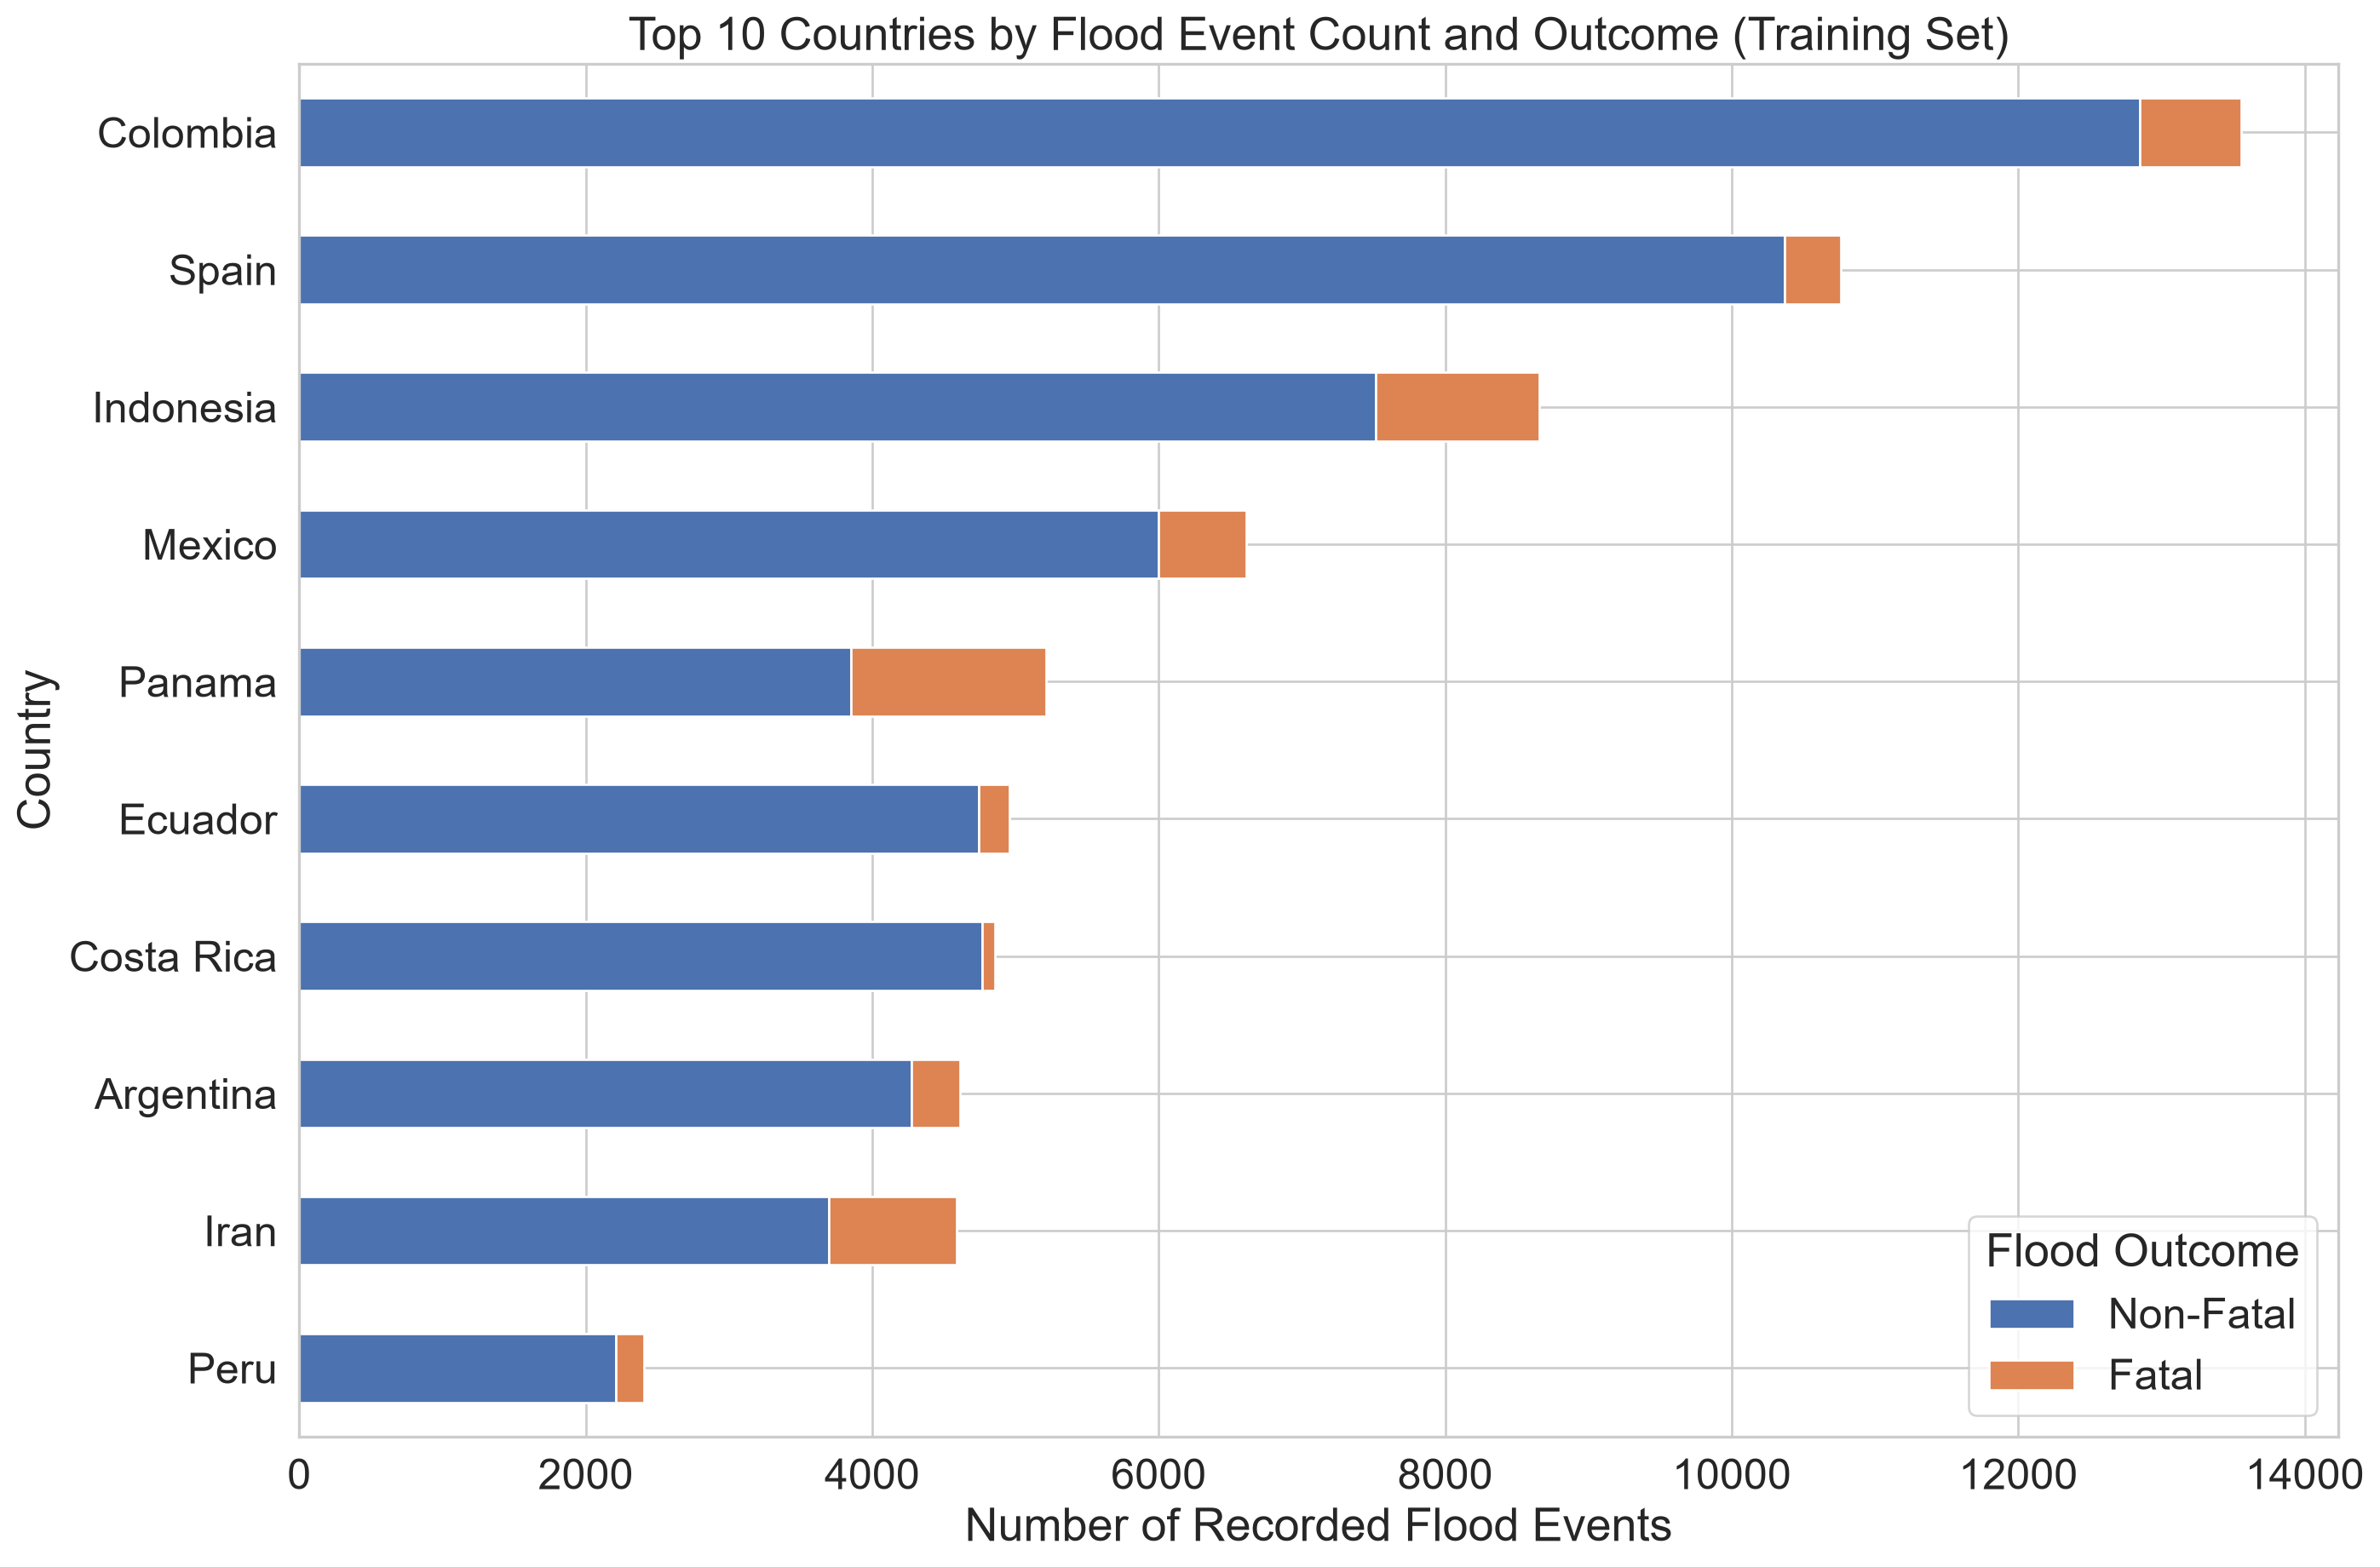 Top 10 Countries by Flood Event Count and Outcome (Training Set)
Colombia
Spain
Indonesia
Mexico
Panama
Ecuador
Costa Rica
Argentina
Iran
Peru
Country
Flood Outcome
Non-Fatal
Fatal
0 2000 4000 6000 8000 10000 12000 14000
Number of Recorded Flood Events